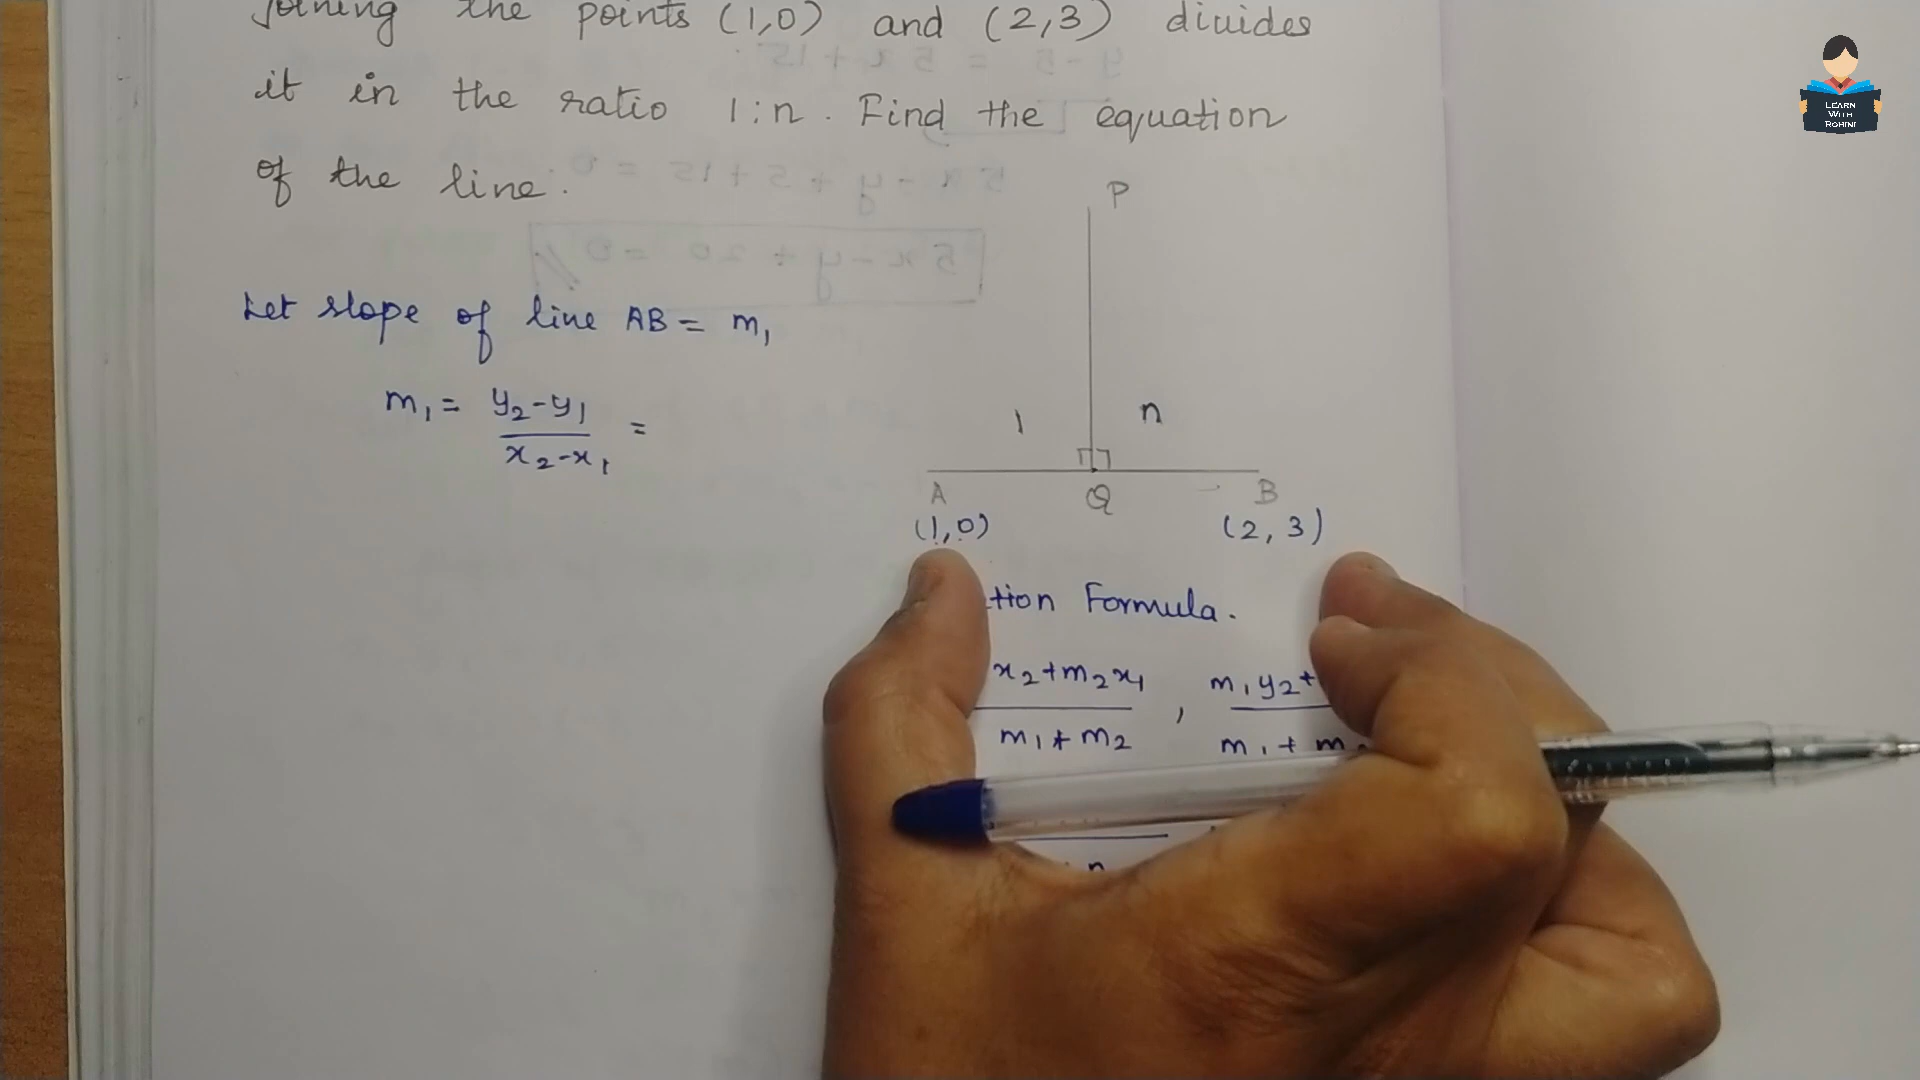 joining the points (1,0) and (2,3) divides
it in the ratio 1:n. Find the equation
of the line.
P
Let slope of line AB = m₁
m₁ = y₂-y₁ / x₂-x₁ =
1 n
A Q B
(1,0) (2, 3)
Formula.
x₂+m₂x₁ / m₁+m₂ , m₁y₂+ / m₁+m
n
LEARN
WITH
ROHINI